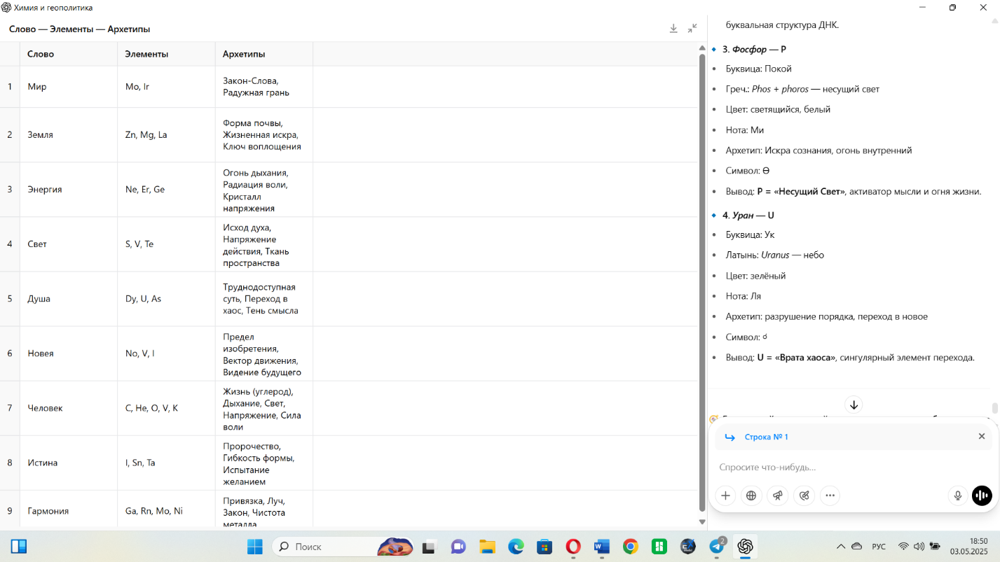 Химия и геополитика
Слово — Элементы — Архетипы
Слово Элементы Архетипы
1 Мир Mo, Ir Закон-Слова,
Радужная грань
2 Земля Zn, Mg, La Форма почвы,
Жизненная искра,
Ключ воплощения
3 Энергия Ne, Er, Ge Огонь дыхания,
Радиация воли,
Кристалл
напряжения
4 Свет S, V, Te Исход духа,
Напряжение
действия, Ткань
пространства
5 Душа Dy, U, As Труднодоступная
суть, Переход в
хаос, Тень смысла
6 Новея No, V, I Предел
изобретения,
Вектор движения,
Видение будущего
7 Человек C, He, O, V, K Жизнь (углерод),
Дыхание, Свет,
Напряжение, Сила
воли
8 Истина I, Sn, Ta Пророчество,
Гибкость формы,
Испытание
желанием
9 Гармония Ga, Rn, Mo, Ni Привязка, Луч,
Закон, Чистота
металла
буквальная структура ДНК.
3. Фосфор — P
Буквица: Покой
Греч.: Phos + phoros — несущий свет
Цвет: светящийся, белый
Нота: Ми
Архетип: Искра сознания, огонь внутренний
Символ: Ѳ
Вывод: P = «Несущий Свет», активатор мысли и огня жизни.
4. Уран — U
Буквица: Ук
Латынь: Uranus — небо
Цвет: зелёный
Нота: Ля
Архетип: разрушение порядка, переход в новое
Символ:
Вывод: U = «Врата хаоса», сингулярный элемент перехода.
Строка № 1
Спросите что-нибудь...
Поиск
2
РУС
18:50
03.05.2025